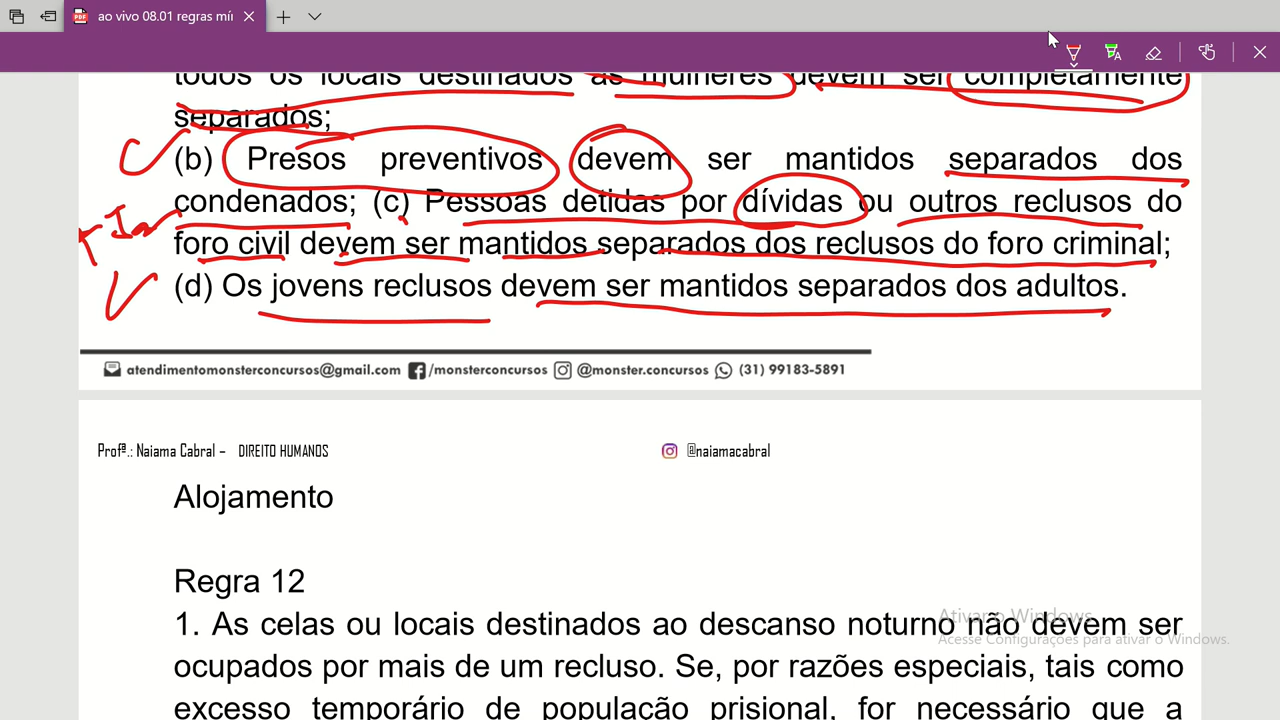 ao vivo 08.01 regras mír
todos os locais destinados às mulheres devem ser completamente
separados;
(b) Presos preventivos devem ser mantidos separados dos
condenados; (c) Pessoas detidas por dívidas ou outros reclusos do
foro civil devem ser mantidos separados dos reclusos do foro criminal;
(d) Os jovens reclusos devem ser mantidos separados dos adultos.
atendimentomonsterconcursos@gmail.com /monsterconcursos @monster.concursos (31) 99183-5891
Profª.: Naiama Cabral – DIREITO HUMANOS @naiamacabral
Alojamento
Regra 12
1. As celas ou locais destinados ao descanso noturno não devem ser
ocupados por mais de um recluso. Se, por razões especiais, tais como
excesso temporário de população prisional, for necessário que a
Ativar o Windows
Acesse Configurações para ativar o Windows.